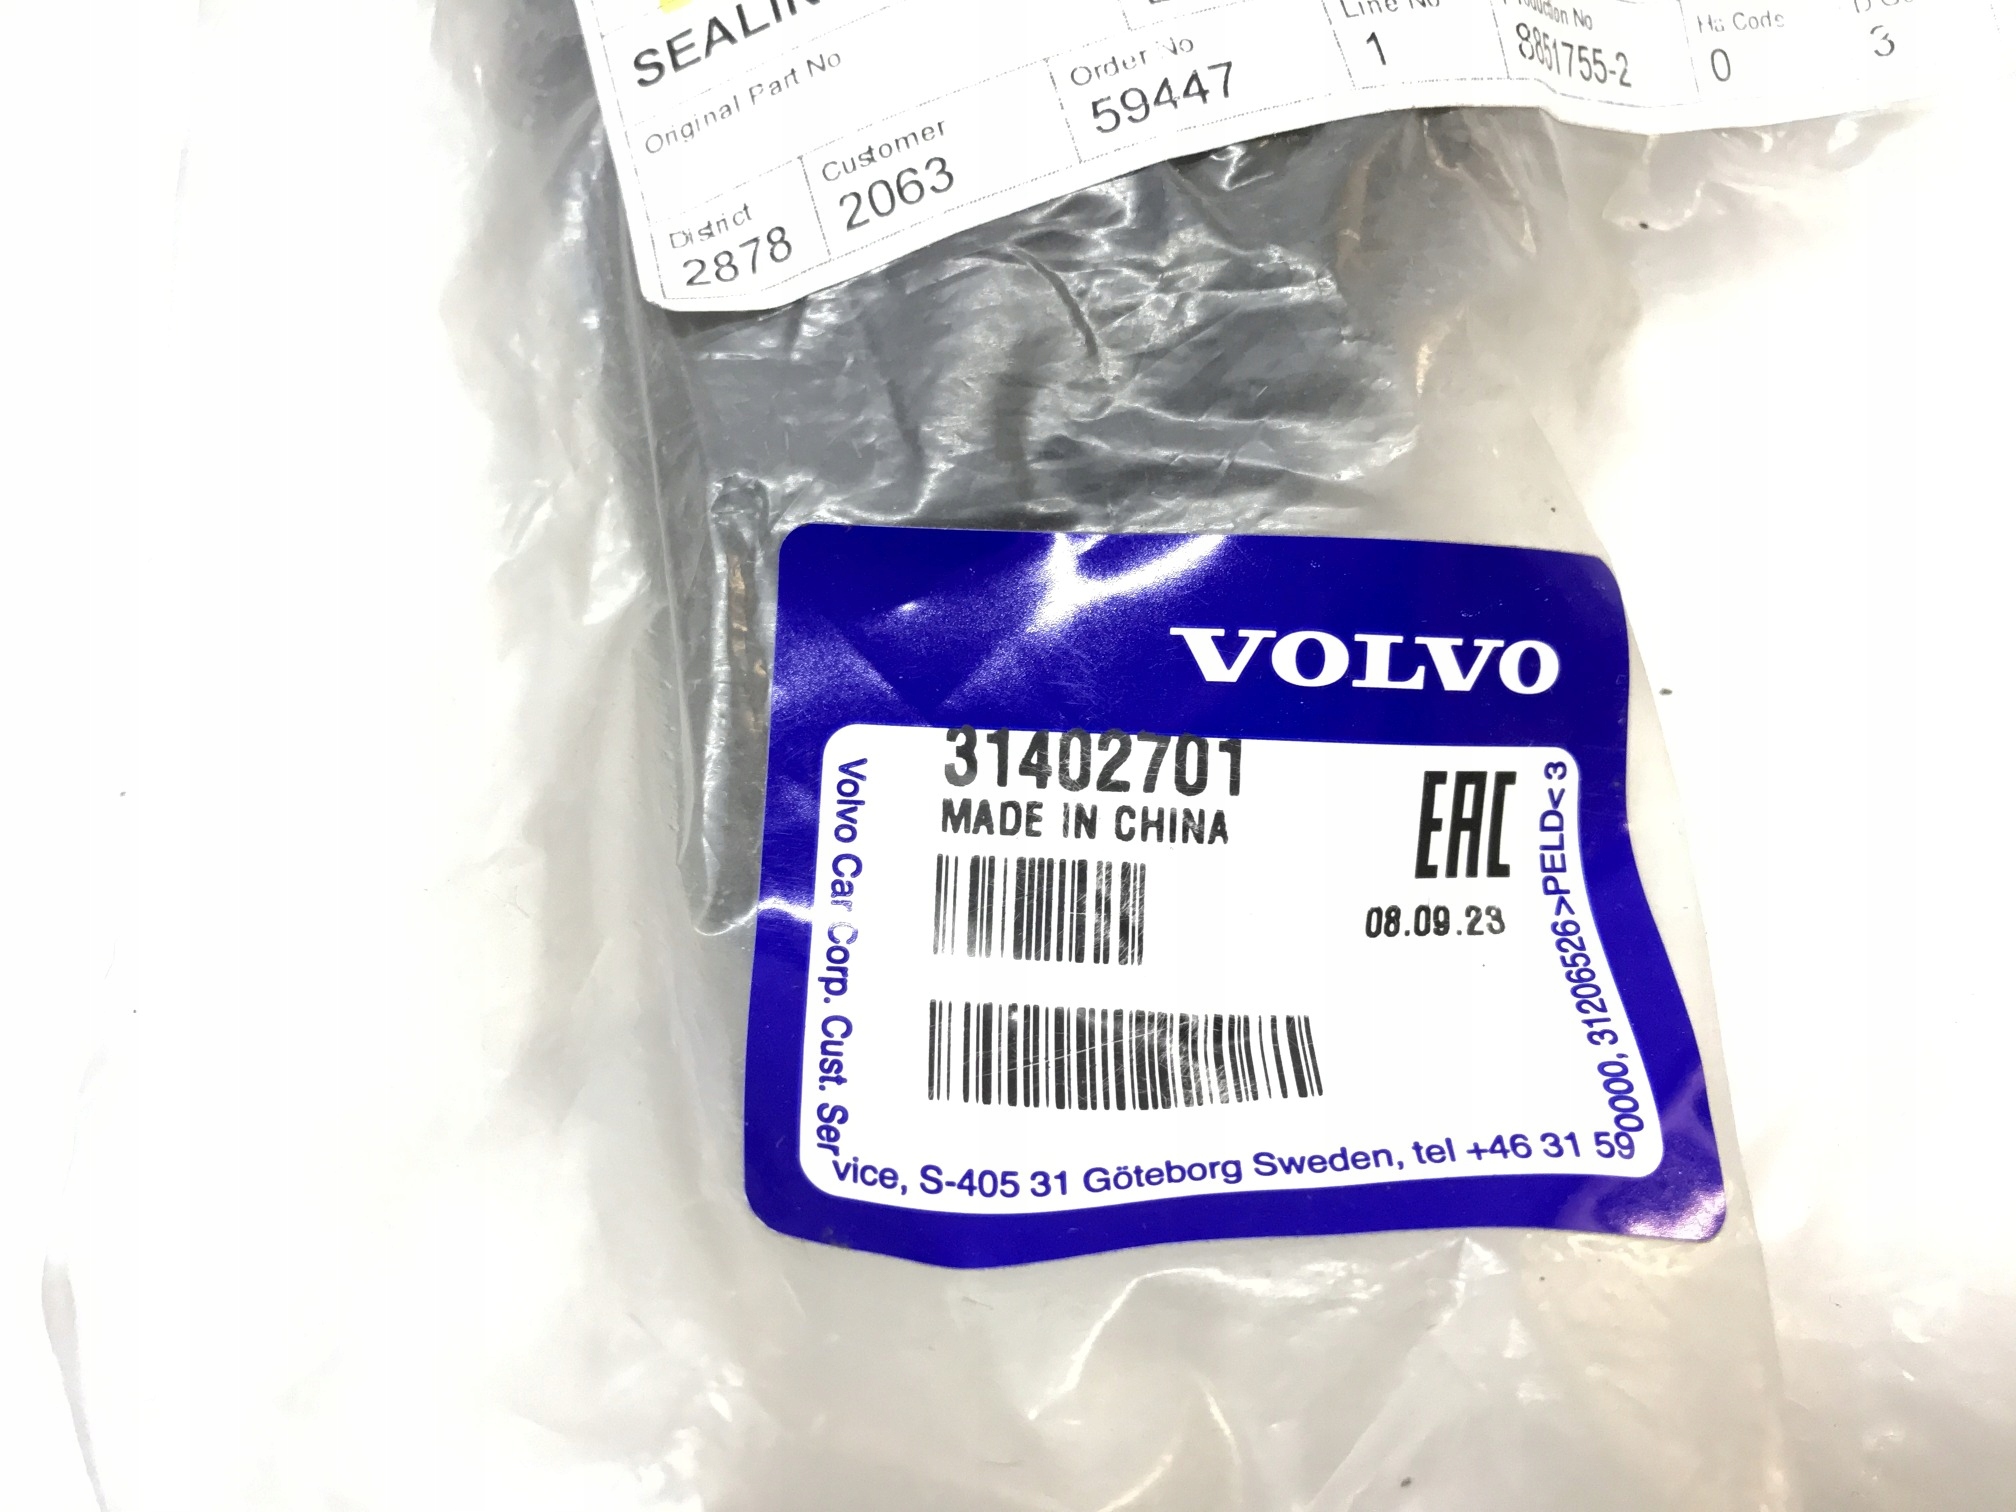 SEALIN
Original Part No
Order No
59447
Line No
1
8851755-2
Ha Code
0
3
District
2878
Customer
2063
VOLVO
31402701
MADE IN CHINA
EAC
08.09.23
Volvo Car Corp. Cust. Service, S-405 31 Göteborg Sweden, tel +46 31 590000, 31206526>PELD< 3